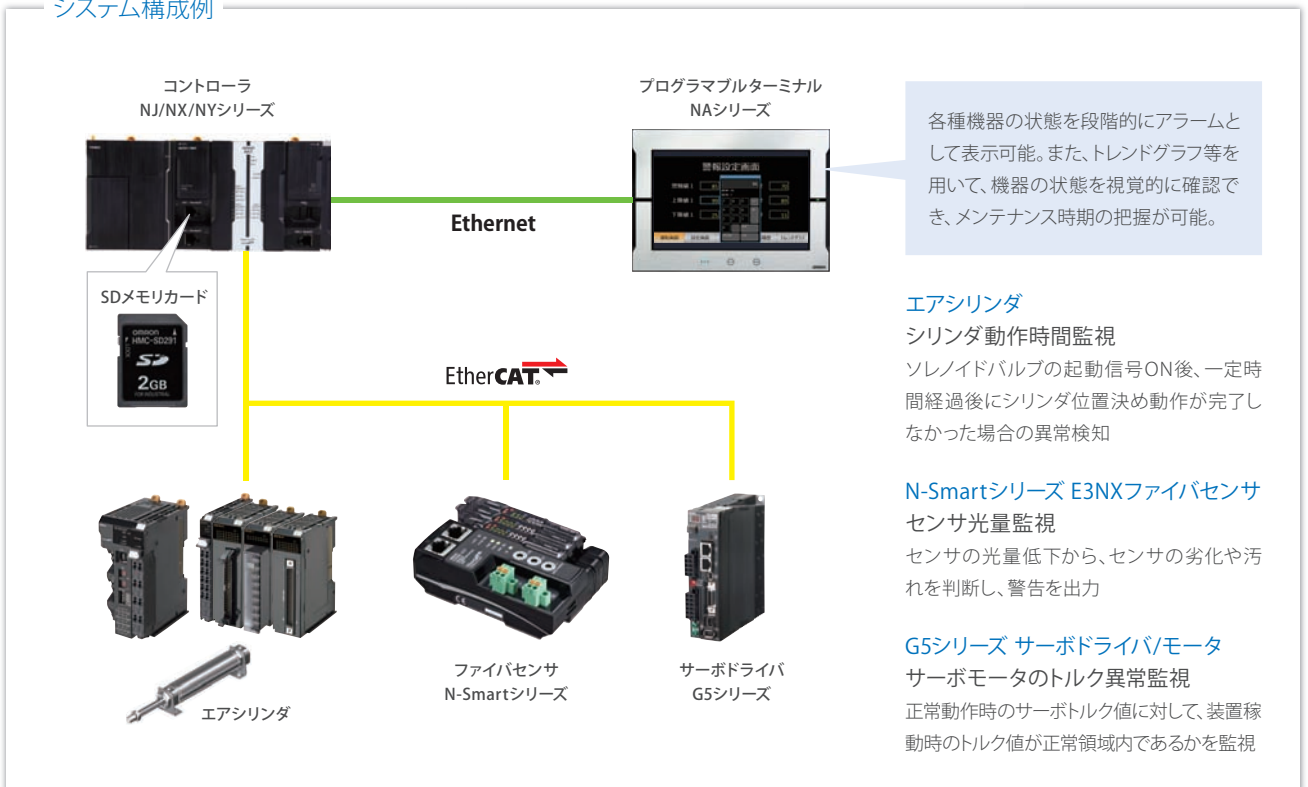 システム構成例
コントローラ
NJ/NX/NYシリーズ
プログラマブルターミナル
NAシリーズ
警報設定画面
Ethernet
SDメモリカード
OMRON
HMC-SD291
SD
2GB
EtherCAT®
エアシリンダ
ファイバセンサ
N-Smartシリーズ
サーボドライバ
G5シリーズ
各種機器の状態を段階的にアラームと
して表示可能。また、トレンドグラフ等を
用いて、機器の状態を視覚的に確認で
き、メンテナンス時期の把握が可能。
エアシリンダ
シリンダ動作時間監視
ソレノイドバルブの起動信号ON後、一定時
間経過後にシリンダ位置決め動作が完了し
なかった場合の異常検知
N-Smartシリーズ E3NXファイバセンサ
センサ光量監視
センサの光量低下から、センサの劣化や汚
れを判断し、警告を出力
G5シリーズ サーボドライバ/モータ
サーボモータのトルク異常監視
正常動作時のサーボトルク値に対して、装置稼
動時のトルク値が正常領域内であるかを監視